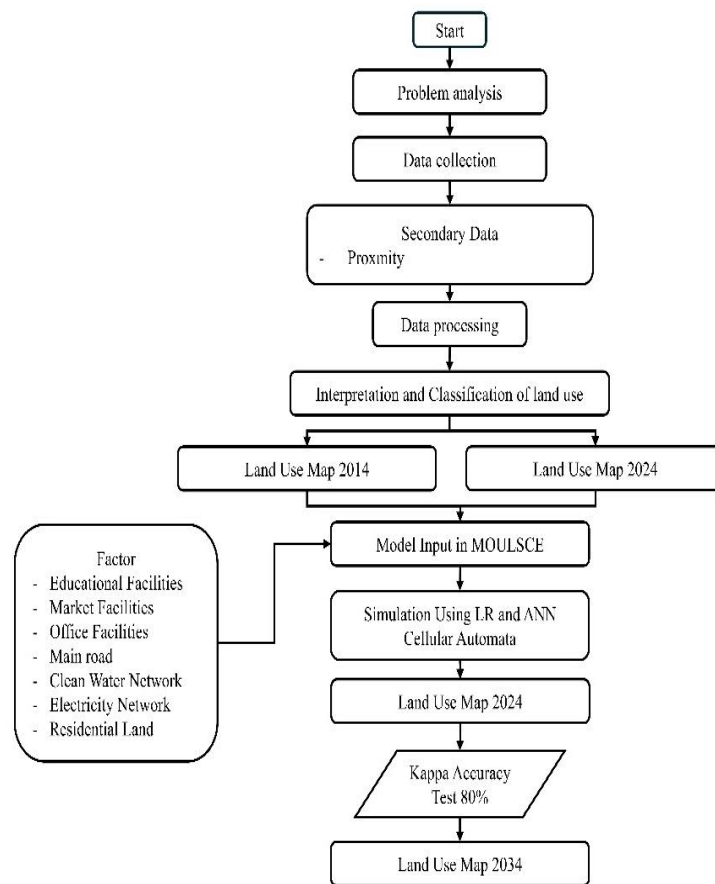 Start
Problem analysis
Data collection
Secondary Data
- Proxmity
Data processing
Interpretation and Classification of land use
Land Use Map 2014
Land Use Map 2024
Factor
- Educational Facilities
- Market Facilities
- Office Facilities
- Main road
- Clean Water Network
- Electricity Network
- Residential Land
Model Input in MOULSCE
Simulation Using LR and ANN
Cellular Automata
Land Use Map 2024
Kappa Accuracy
Test 80%
Land Use Map 2034